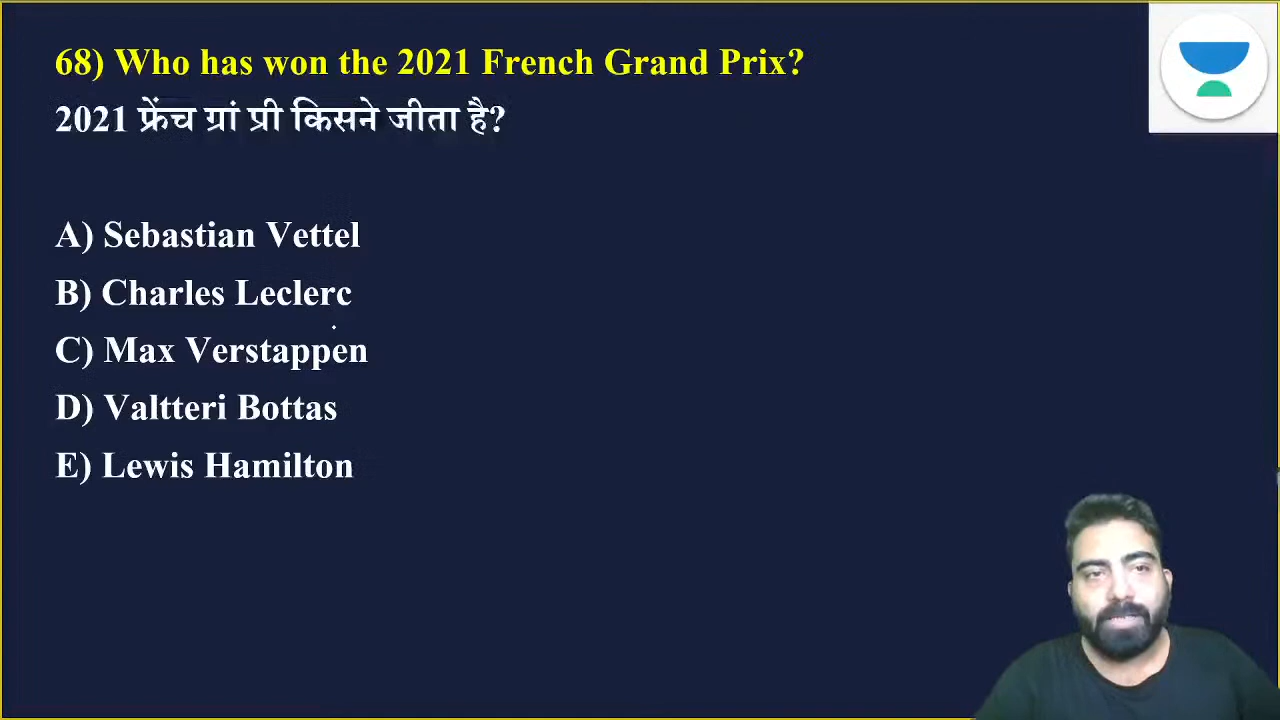 68) Who has won the 2021 French Grand Prix?
2021 फ्रेंच ग्रां प्री किसने जीता है?
A) Sebastian Vettel
B) Charles Leclerc
C) Max Verstappen
D) Valtteri Bottas
E) Lewis Hamilton